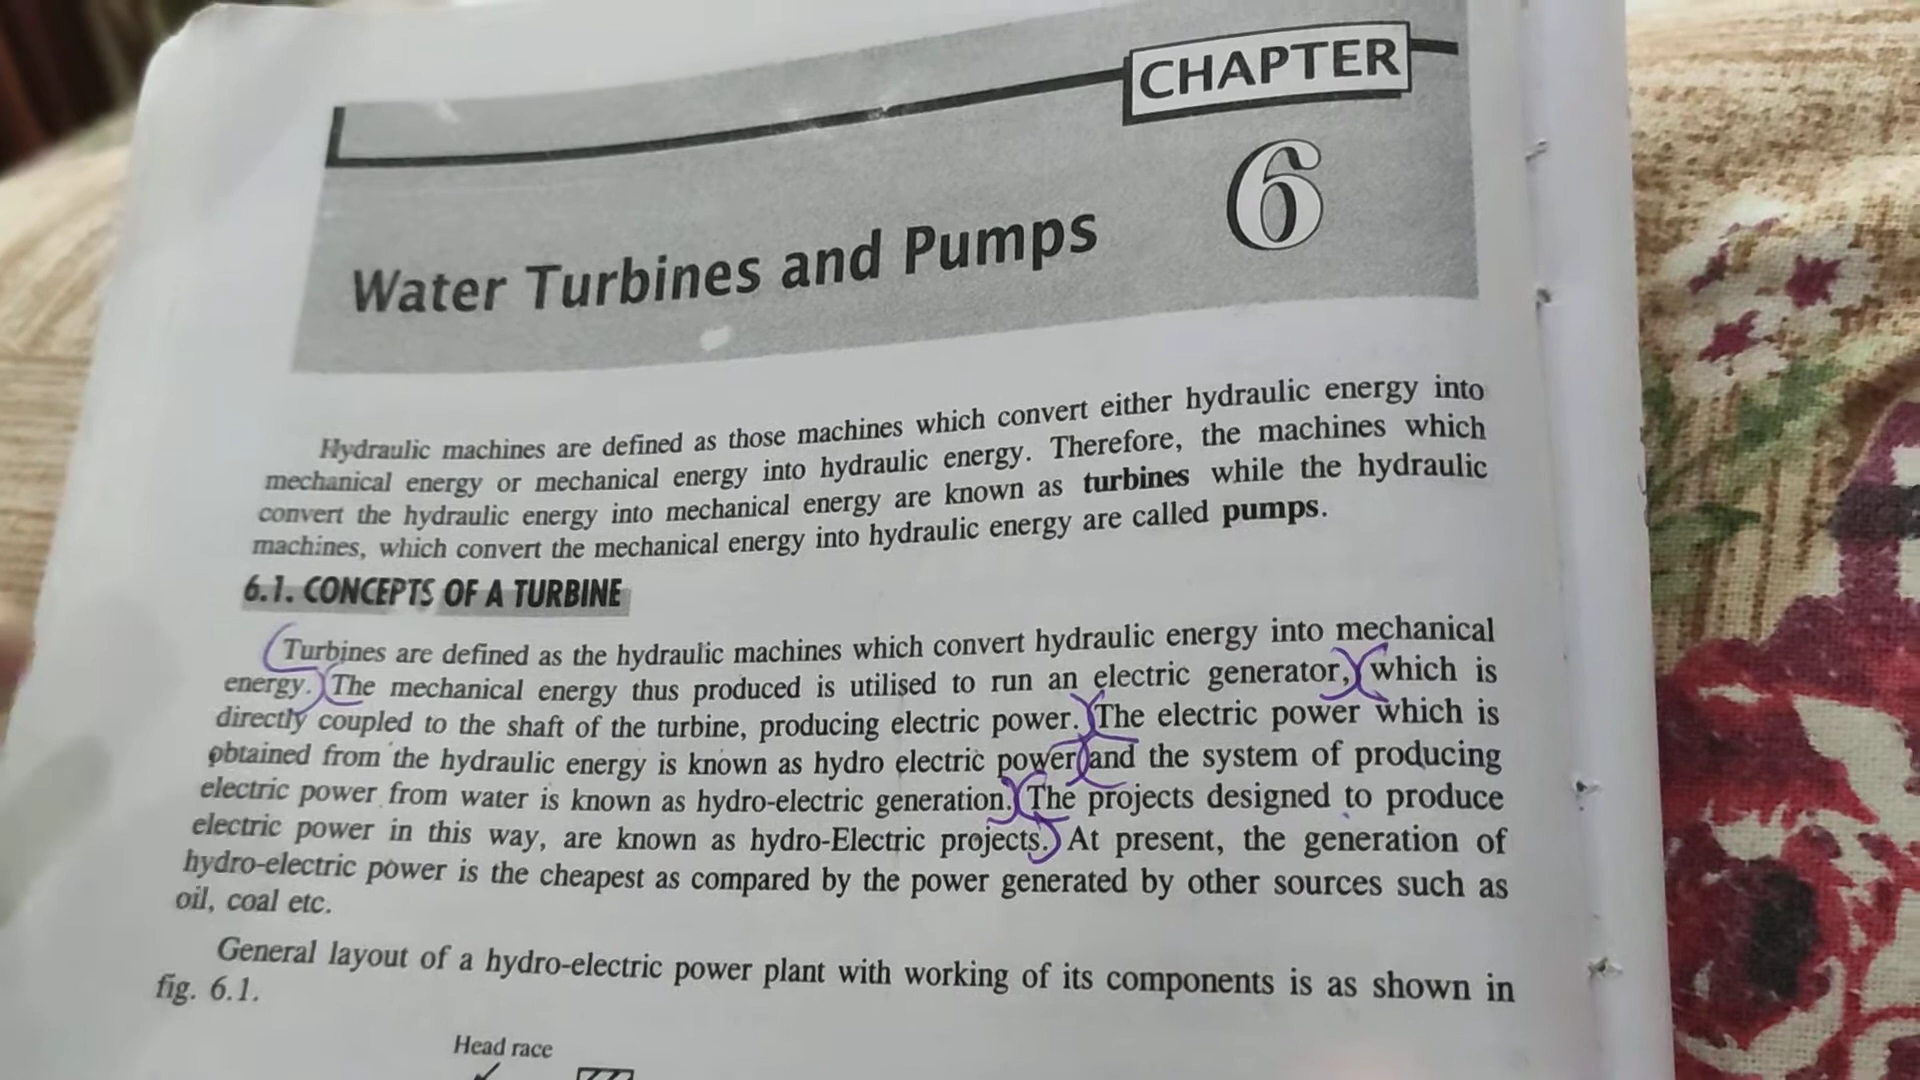 CHAPTER
6
Water Turbines and Pumps
Hydraulic machines are defined as those machines which convert either hydraulic energy into
mechanical energy or mechanical energy into hydraulic energy. Therefore, the machines which
convert the hydraulic energy into mechanical energy are known as turbines while the hydraulic
machines, which convert the mechanical energy into hydraulic energy are called pumps.
6.1. CONCEPTS OF A TURBINE
Turbines are defined as the hydraulic machines which convert hydraulic energy into mechanical
energy. The mechanical energy thus produced is utilised to run an electric generator, which is
directly coupled to the shaft of the turbine, producing electric power. The electric power which is
obtained from the hydraulic energy is known as hydro electric power and the system of producing
electric power from water is known as hydro-electric generation. The projects designed to produce
electric power in this way, are known as hydro-Electric projects. At present, the generation of
hydro-electric power is the cheapest as compared by the power generated by other sources such as
oil, coal etc.
General layout of a hydro-electric power plant with working of its components is as shown in
fig. 6.1.
Head race